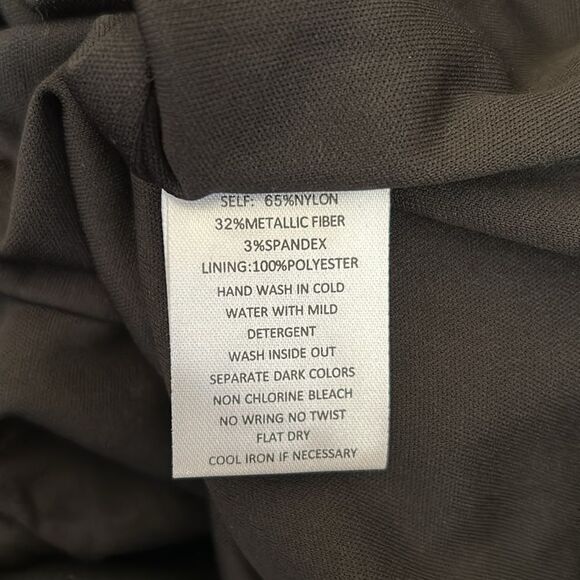 SELF: 65%NYLON
32%METALLIC FIBER
3%SPANDEX
LINING:100%POLYESTER
HAND WASH IN COLD
WATER WITH MILD
DETERGENT
WASH INSIDE OUT
SEPARATE DARK COLORS
NON CHLORINE BLEACH
NO WRING NO TWIST
FLAT DRY
COOL IRON IF NECESSARY